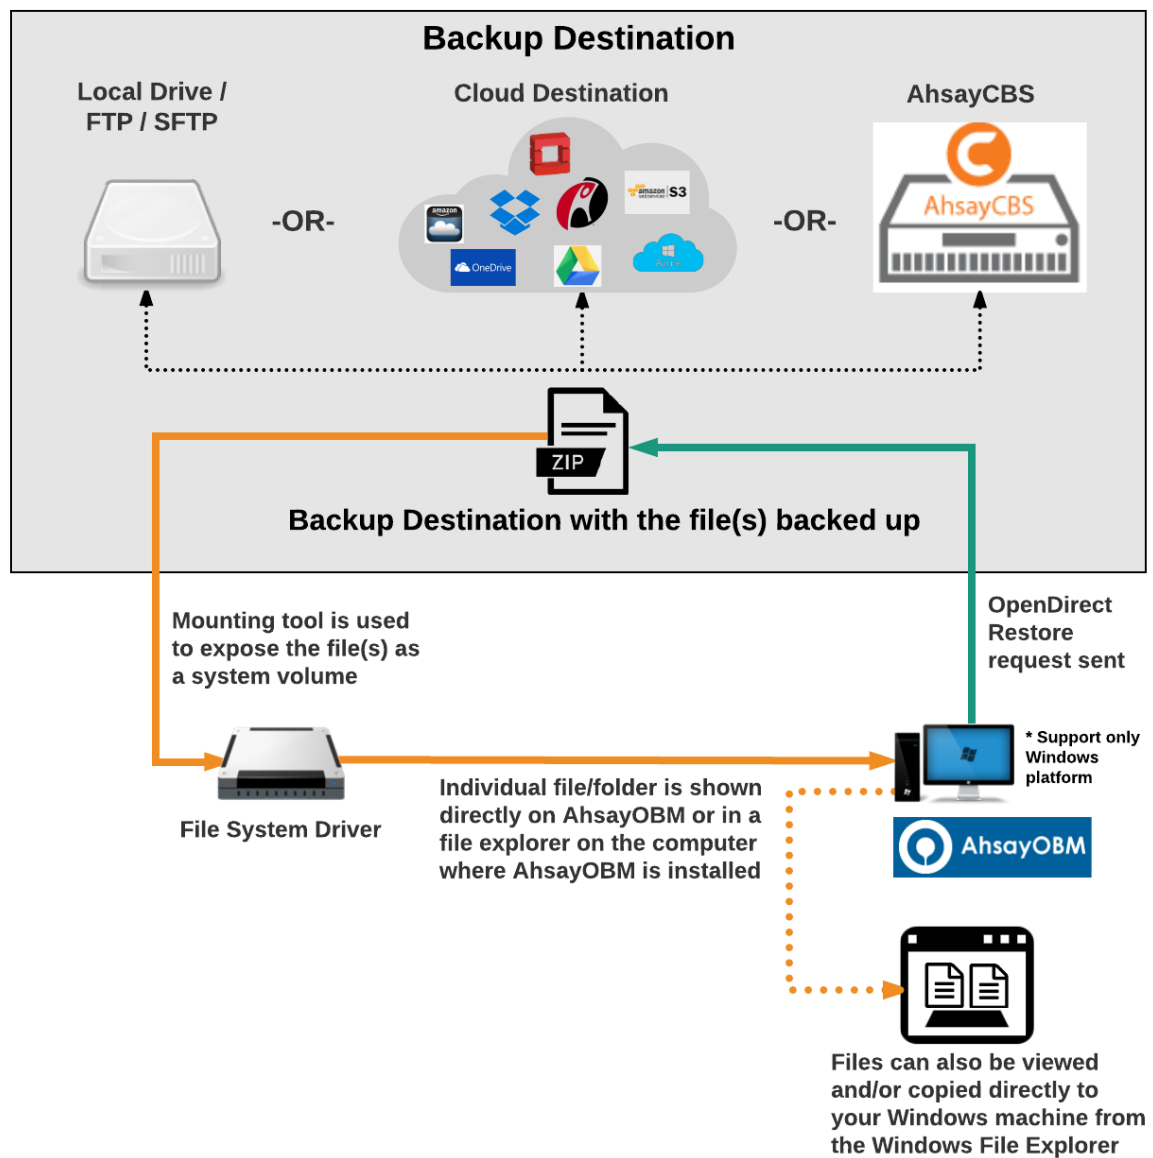 Backup Destination
Local Drive /
FTP / SFTP
Cloud Destination
AhsayCBS
-OR-
-OR-
amazon
OneDrive
amazon
webservices
S3
Azure
AhsayCBS
ZIP
Backup Destination with the file(s) backed up
Mounting tool is used
to expose the file(s) as
a system volume
OpenDirect
Restore
request sent
* Support only
Windows
platform
File System Driver
Individual file/folder is shown
directly on AhsayOBM or in a
file explorer on the computer
where AhsayOBM is installed
AhsayOBM
Files can also be viewed
and/or copied directly to
your Windows machine from
the Windows File Explorer